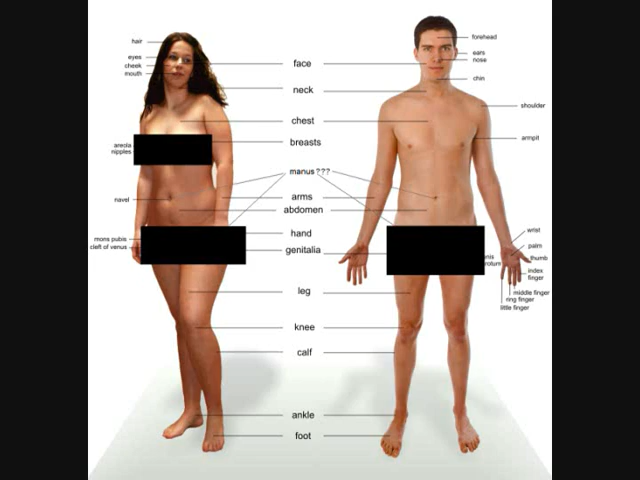 hair
eyes
cheek
mouth
areola
nipples
navel
mons pubis
cleft of venus
face
neck
chest
breasts
manus???
arms
abdomen
hand
genitalia
leg
knee
calf
ankle
foot
forehead
ears
nose
chin
shoulder
armpit
wrist
palm
thumb
index
finger
middle finger
ring finger
little finger